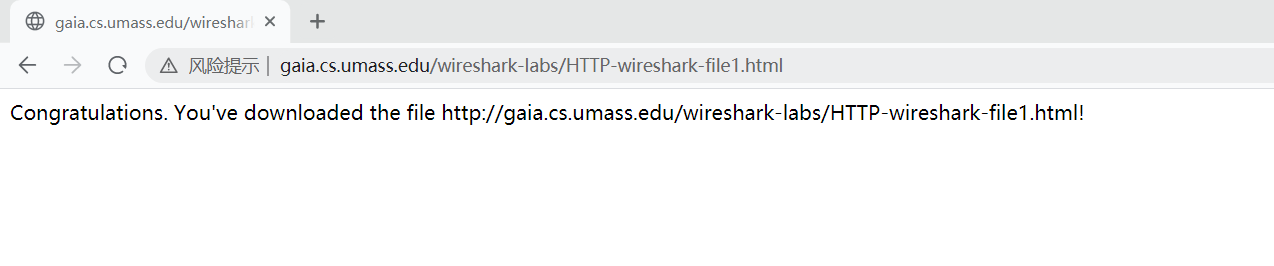 gaia.cs.umass.edu/wireshar
风险提示 | gaia.cs.umass.edu/wireshark-labs/HTTP-wireshark-file1.html
Congratulations. You've downloaded the file http://gaia.cs.umass.edu/wireshark-labs/HTTP-wireshark-file1.html!